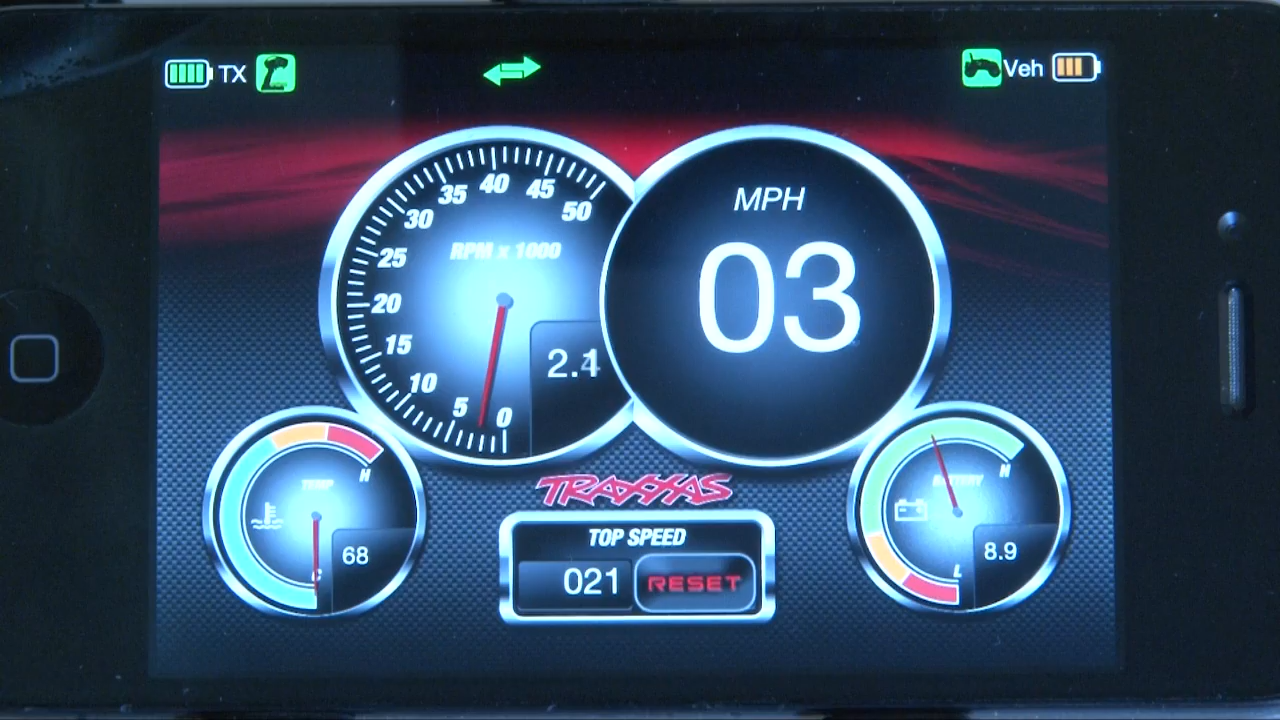 TX
Veh
MPH
03
50
45
40
35
30
25
20
15
10
5
0
RPM x 1000
2.4
TEMP
H
C
68
TRAXXAS
TOP SPEED
021 RESET
BATTERY
H
L
8.9